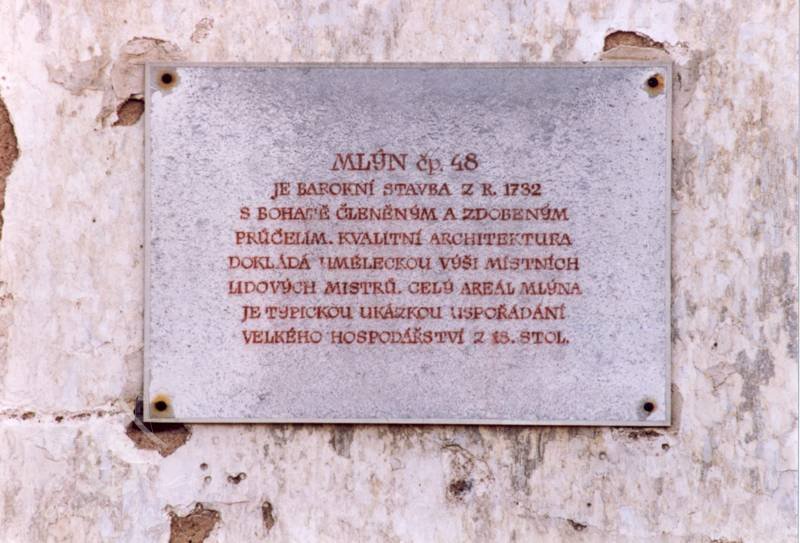 MLÝN čp. 48
JE BAROKNÍ STAVBA Z R. 1732
S BOHATĚ ČLENĚNÝM A ZDOBENÝM
PRŮČELÍM. KVALITNÍ ARCHITEKTURA
DOKLÁDÁ UMĚLECKOU VÝŠI MÍSTNÍCH
LIDOVÝCH MISTRŮ. CELÝ AREÁL MLÝNA
JE TYPICKOU UKÁZKOU USPOŘÁDÁNÍ
VELKÉHO HOSPODÁŘSTVÍ Z 18. STOL.